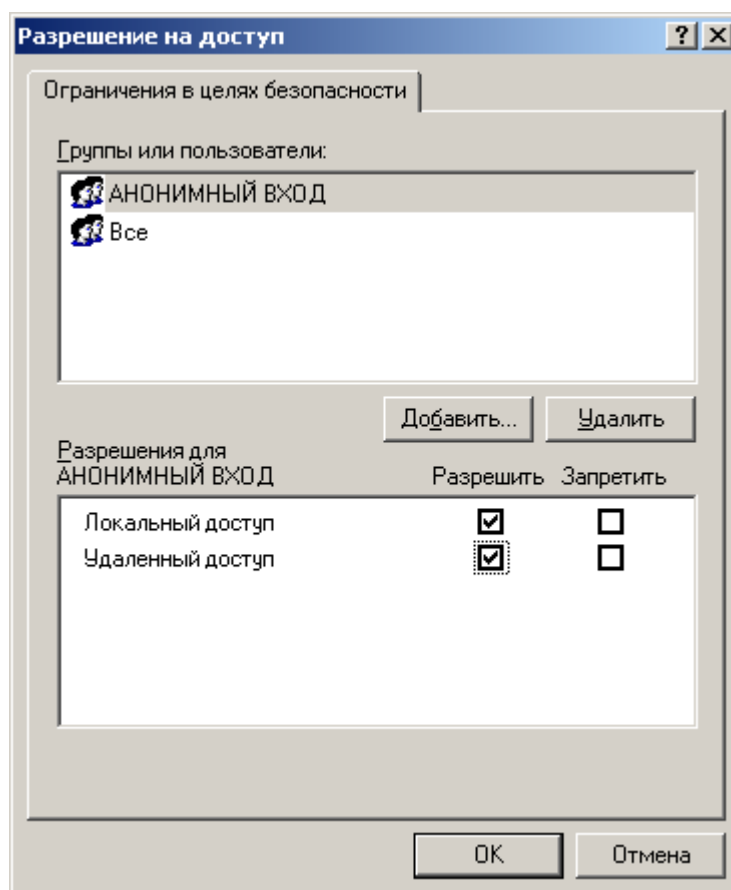 Разрешение на доступ
Ограничения в целях безопасности
Группы или пользователи:
АНОНИМНЫЙ ВХОД
Все
Добавить... Удалить
Разрешения для
АНОНИМНЫЙ ВХОД Разрешить Запретить
Локальный доступ
Удаленный доступ
OK Отмена